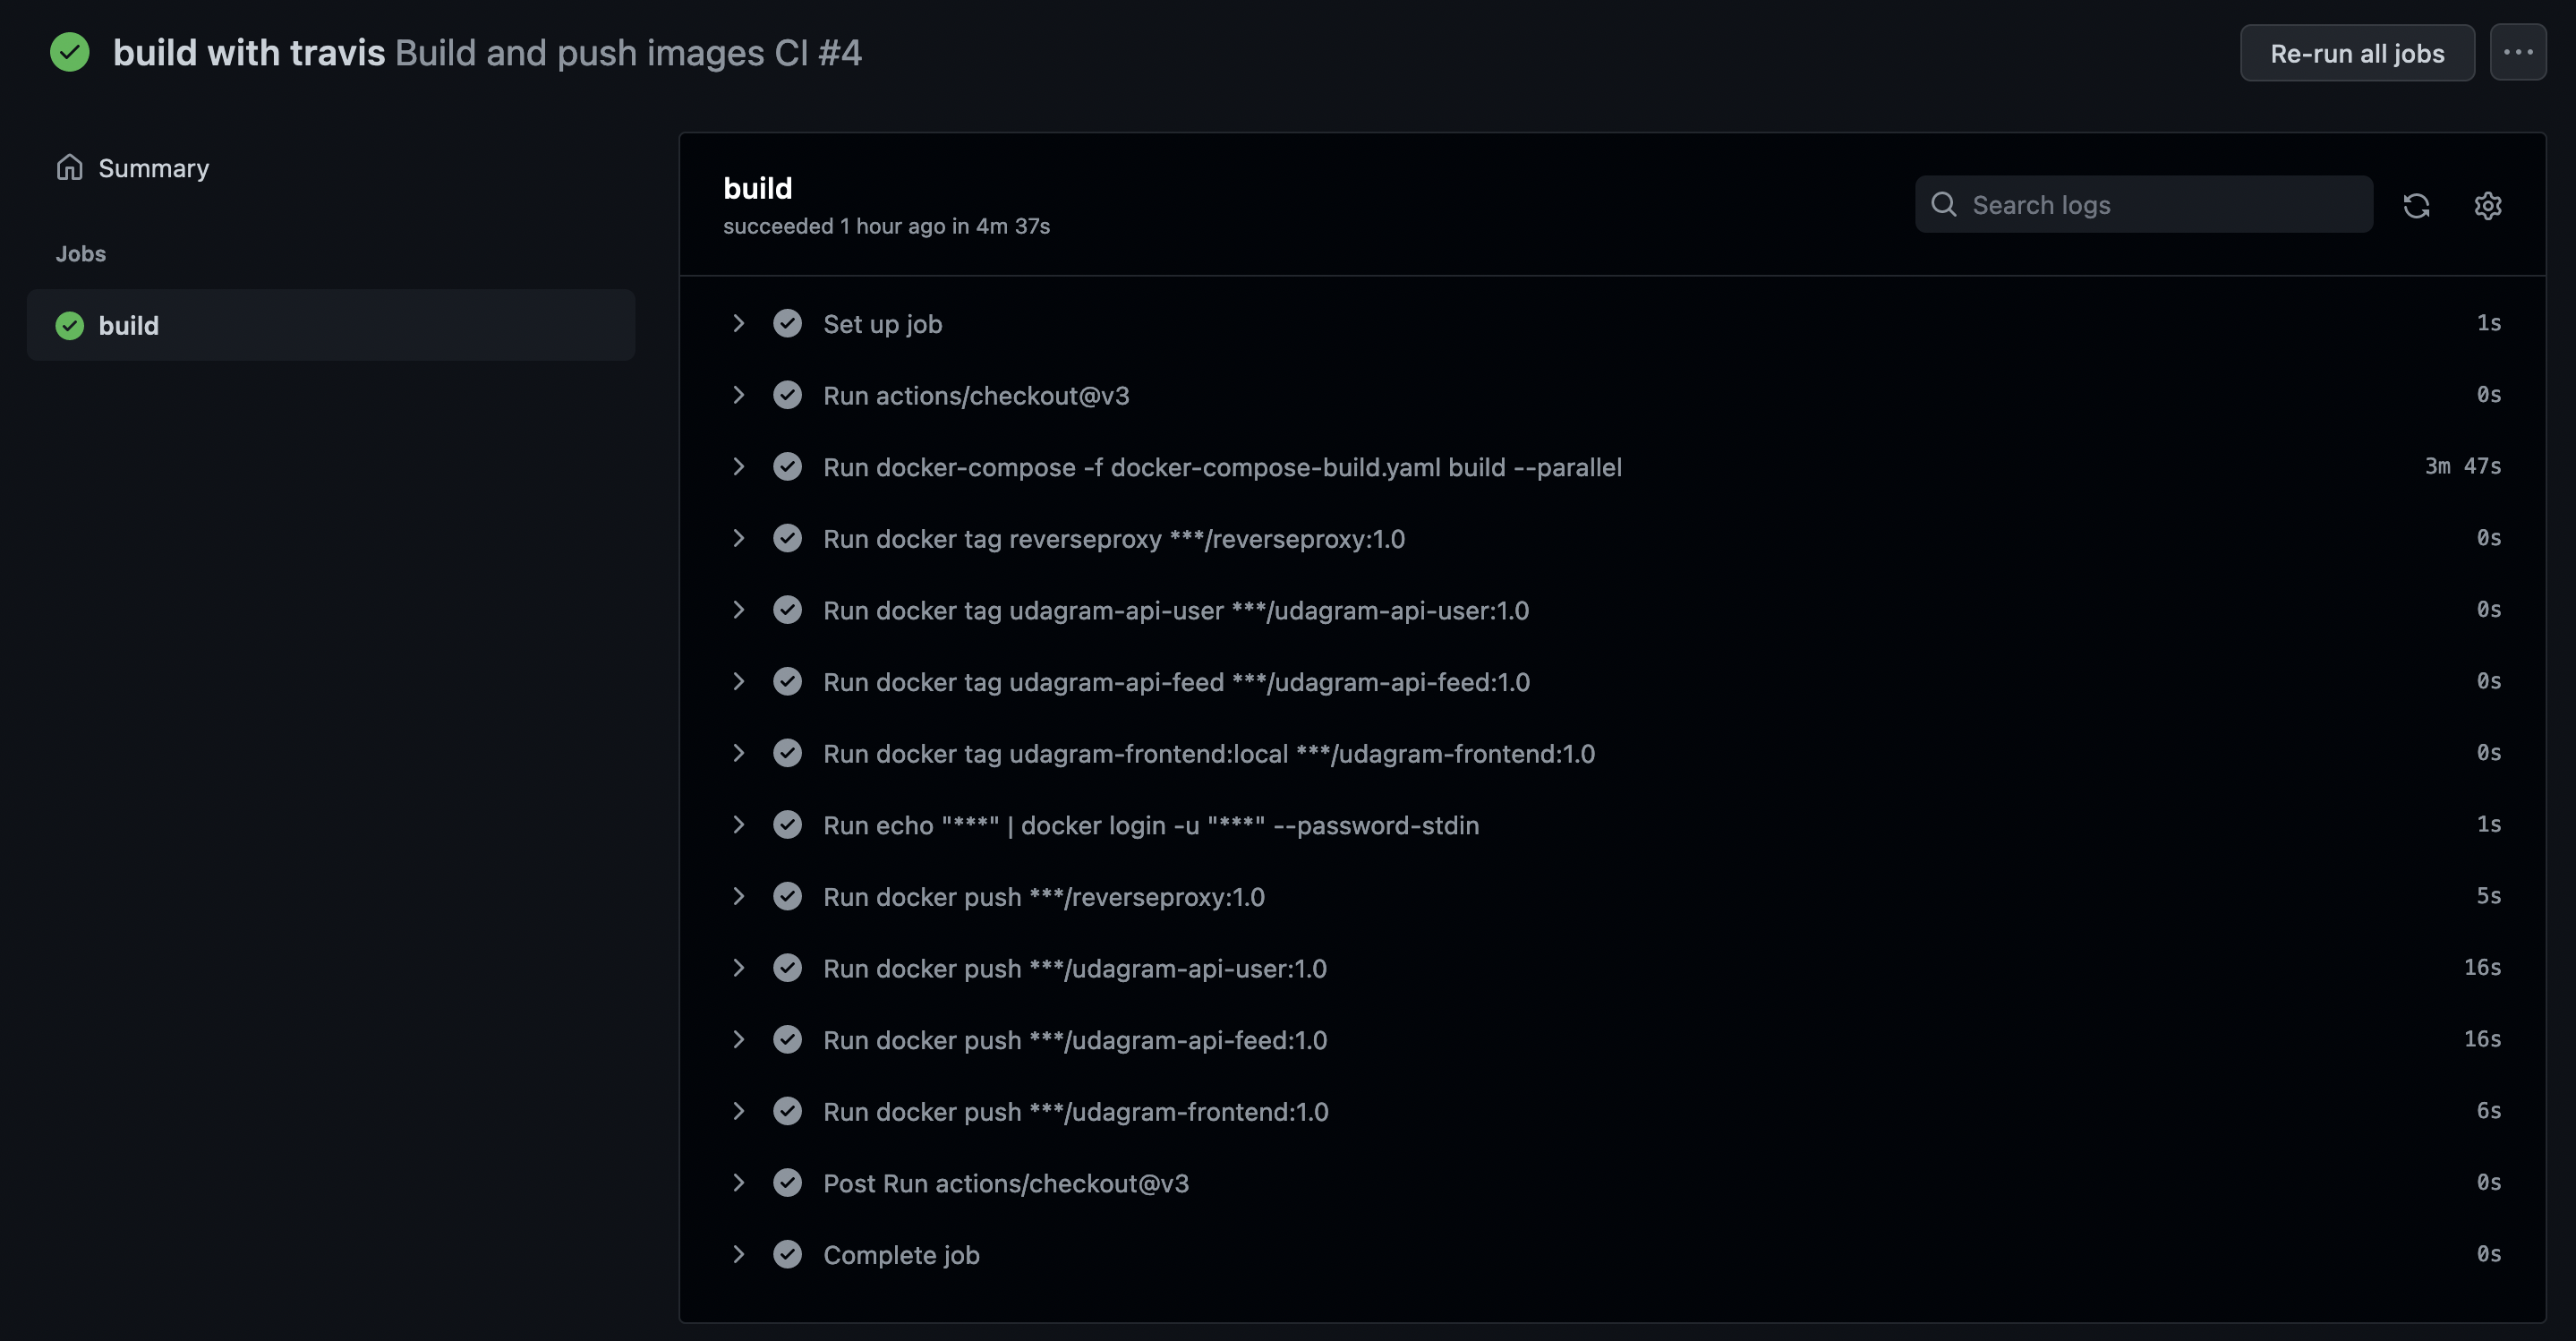 build with travis Build and push images CI #4
Re-run all jobs
Summary
Jobs
build
build
succeeded 1 hour ago in 4m 37s
Search logs
Set up job 1s
Run actions/checkout@v3 0s
Run docker-compose -f docker-compose-build.yaml build --parallel 3m 47s
Run docker tag reverseproxy ***/reverseproxy:1.0 0s
Run docker tag udagram-api-user ***/udagram-api-user:1.0 0s
Run docker tag udagram-api-feed ***/udagram-api-feed:1.0 0s
Run docker tag udagram-frontend:local ***/udagram-frontend:1.0 0s
Run echo "***" | docker login -u "***" --password-stdin 1s
Run docker push ***/reverseproxy:1.0 5s
Run docker push ***/udagram-api-user:1.0 16s
Run docker push ***/udagram-api-feed:1.0 16s
Run docker push ***/udagram-frontend:1.0 6s
Post Run actions/checkout@v3 0s
Complete job 0s